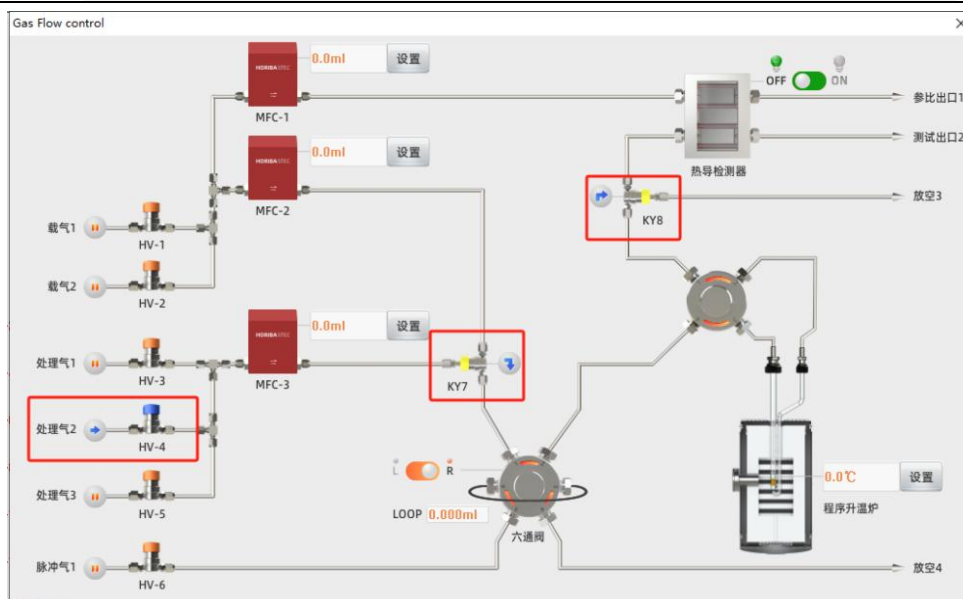 Gas Flow control
0.0ml 设置
HORIBA STEC
MFC-1
OFF ON
参比出口1
测试出口2
热导检测器
0.0ml 设置
HORIBA STEC
MFC-2
放空3
KY8
载气1
HV-1
载气2
HV-2
0.0ml 设置
HORIBA STEC
MFC-3
处理气1
HV-3
KY7
处理气2
HV-4
L R
处理气3
HV-5
LOOP 0.000ml
六通阀
0.0℃ 设置
程序升温炉
脉冲气1
HV-6
放空4